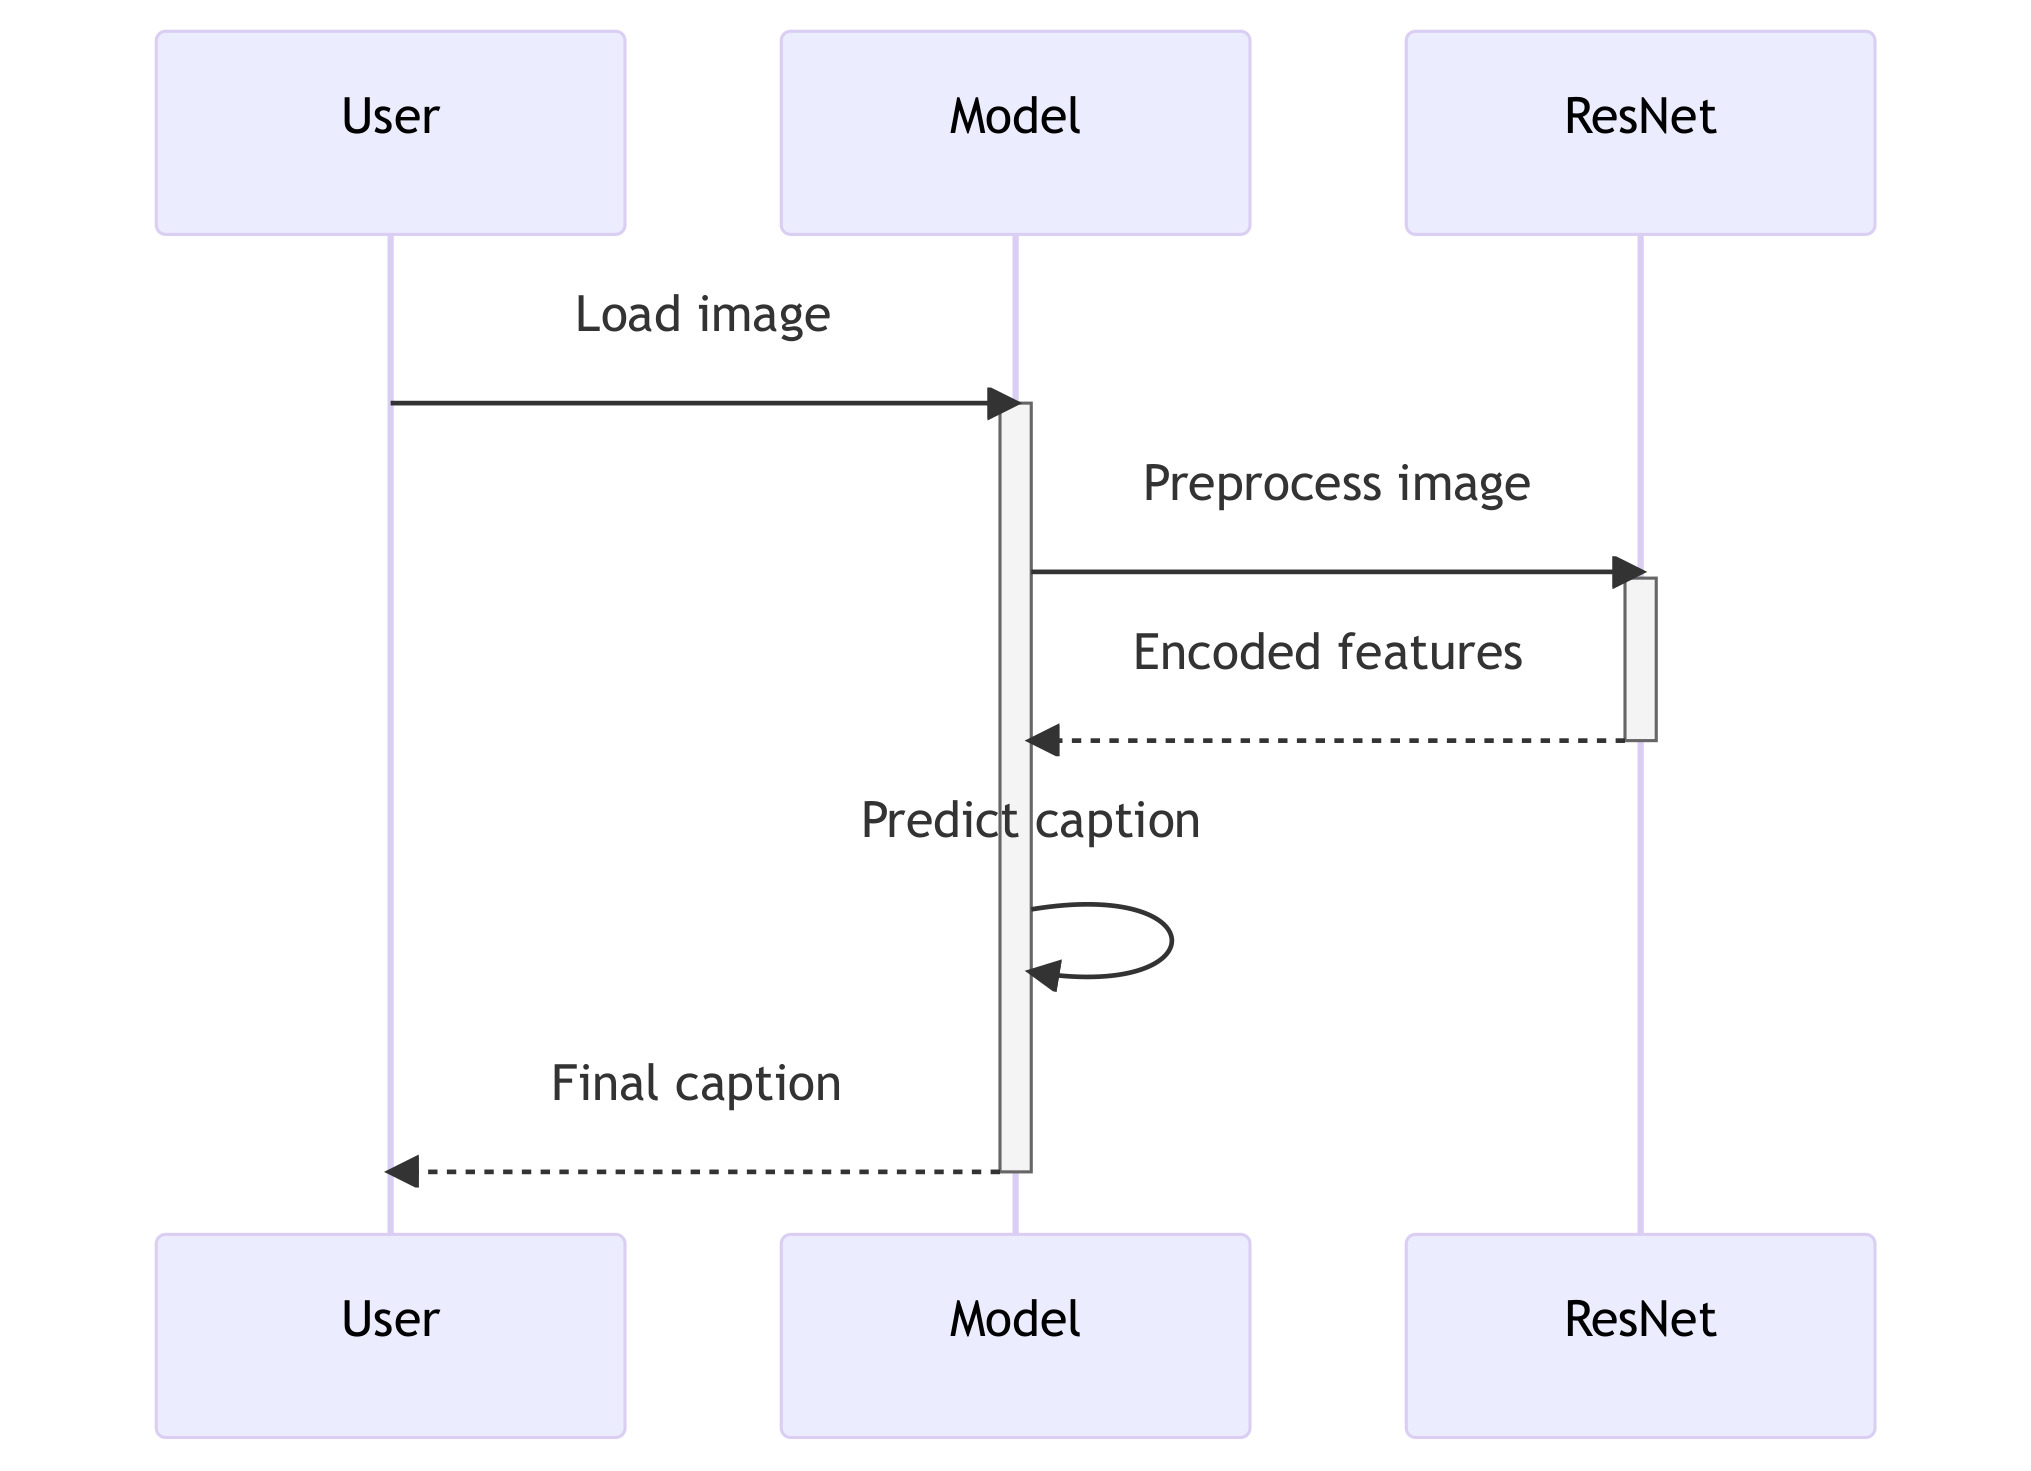 User
Model
ResNet
Load image
Preprocess image
Encoded features
Predict caption
Final caption
User
Model
ResNet